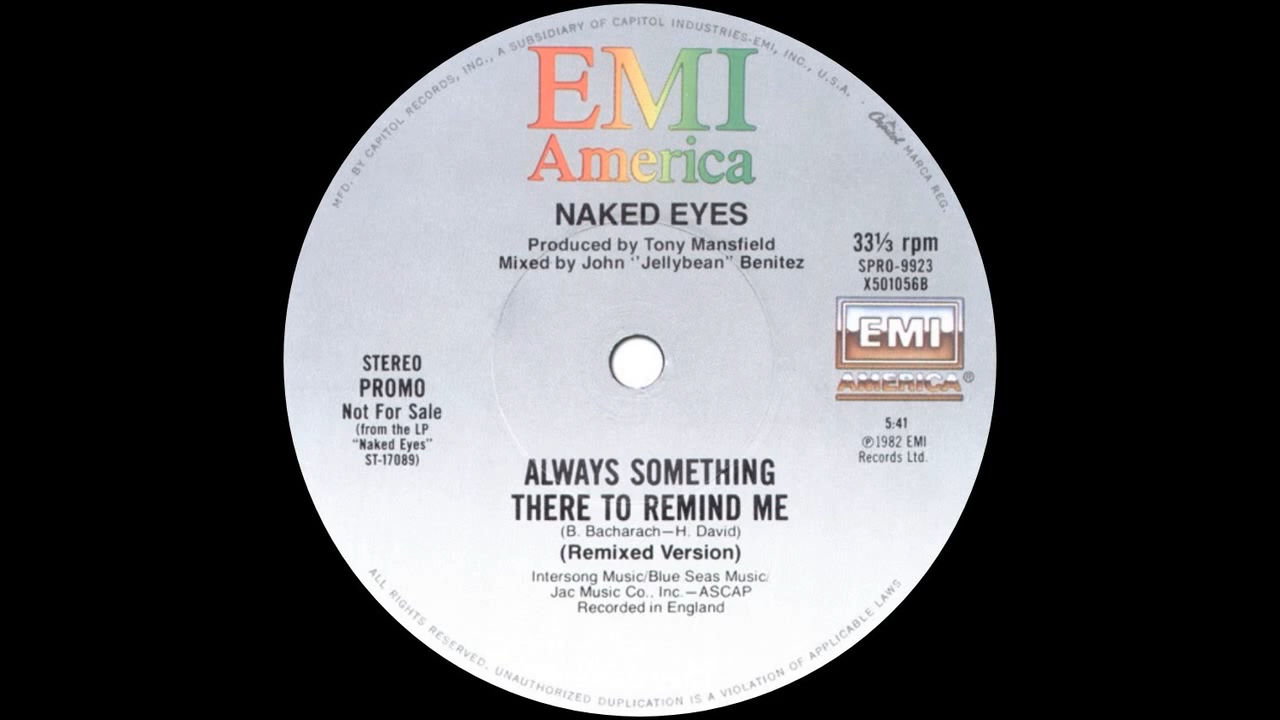 MFD. BY CAPITOL RECORDS, INC., A SUBSIDIARY OF CAPITOL INDUSTRIES-EMI, INC., U.S.A. · Capitol MARCA REG.
EMI
America
NAKED EYES
Produced by Tony Mansfield
Mixed by John "Jellybean" Benitez
33⅓ rpm
SPRO-9923
X501056B
EMI
AMERICA®
5:41
℗1982 EMI
Records Ltd.
STEREO
PROMO
Not For Sale
(from the LP
"Naked Eyes"
ST-17089)
ALWAYS SOMETHING
THERE TO REMIND ME
(B. Bacharach—H. David)
(Remixed Version)
Intersong Music/Blue Seas Music/
Jac Music Co., Inc.—ASCAP
Recorded in England
ALL RIGHTS RESERVED. UNAUTHORIZED DUPLICATION IS A VIOLATION OF APPLICABLE LAWS